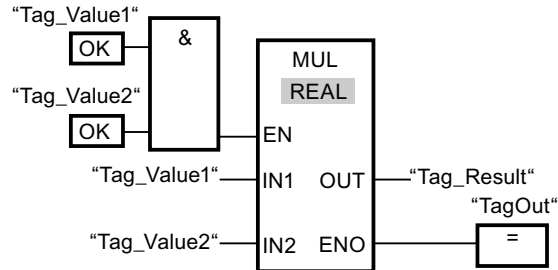 “Tag_Value1“
OK
&
“Tag_Value2“
OK
MUL
REAL
EN
“Tag_Value1“ IN1 OUT “Tag_Result“
“TagOut“
=
“Tag_Value2“ IN2 ENO